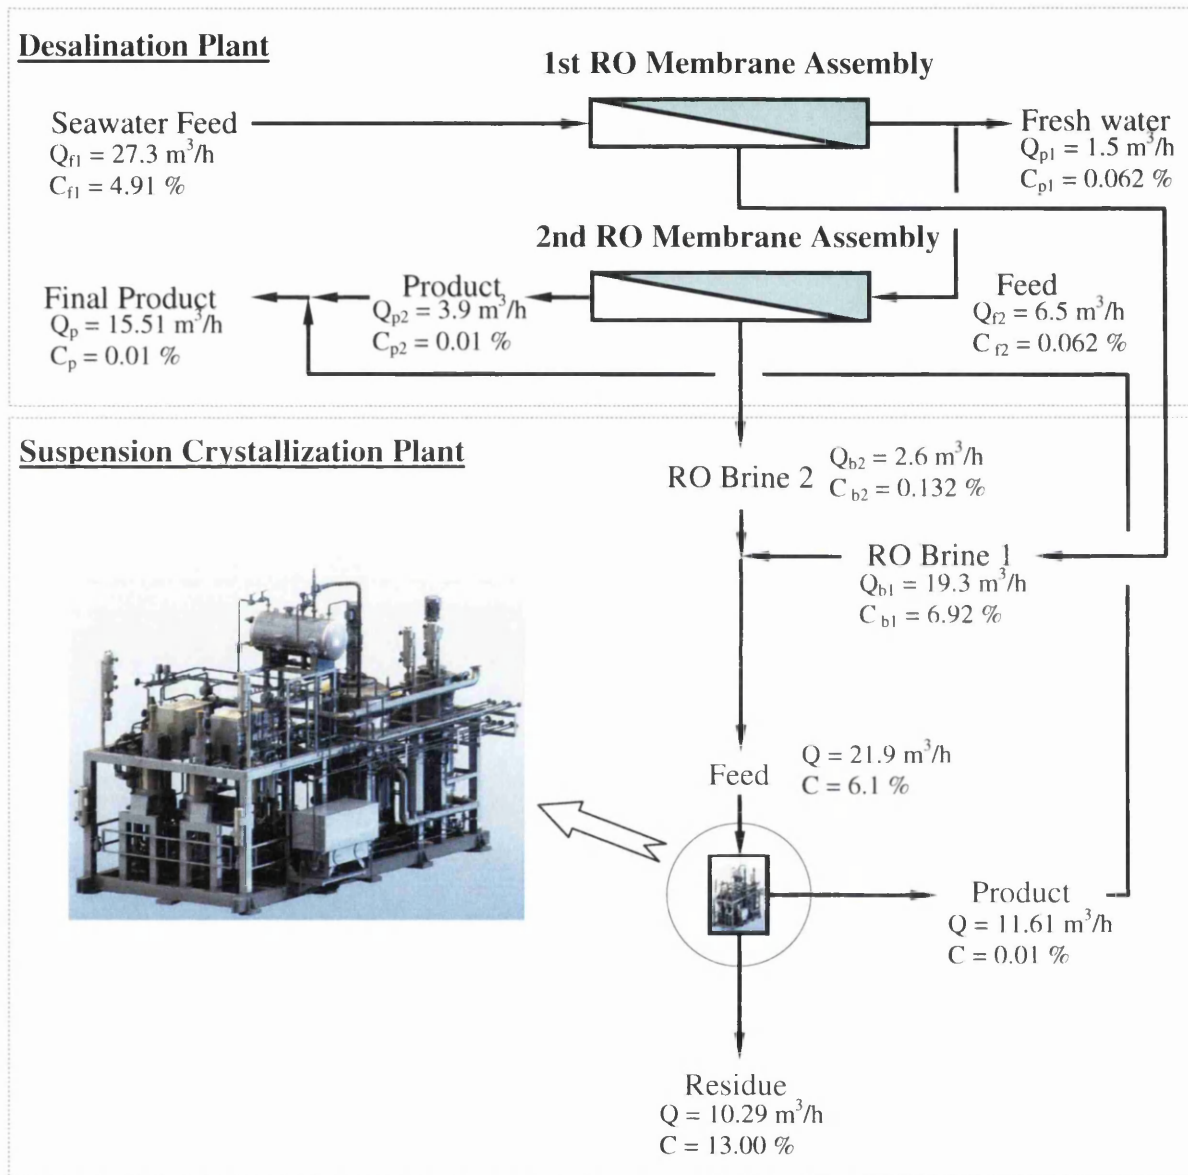 Desalination Plant
1st RO Membrane Assembly
Seawater Feed
Q_f1 = 27.3 m³/h
C_f1 = 4.91 %
Fresh water
Q_p1 = 1.5 m³/h
C_p1 = 0.062 %
2nd RO Membrane Assembly
Final Product
Q_p = 15.51 m³/h
C_p = 0.01 %
Product
Q_p2 = 3.9 m³/h
C_p2 = 0.01 %
Feed
Q_f2 = 6.5 m³/h
C_f2 = 0.062 %
Suspension Crystallization Plant
RO Brine 2
Q_b2 = 2.6 m³/h
C_b2 = 0.132 %
RO Brine 1
Q_b1 = 19.3 m³/h
C_b1 = 6.92 %
Feed
Q = 21.9 m³/h
C = 6.1 %
Product
Q = 11.61 m³/h
C = 0.01 %
Residue
Q = 10.29 m³/h
C = 13.00 %